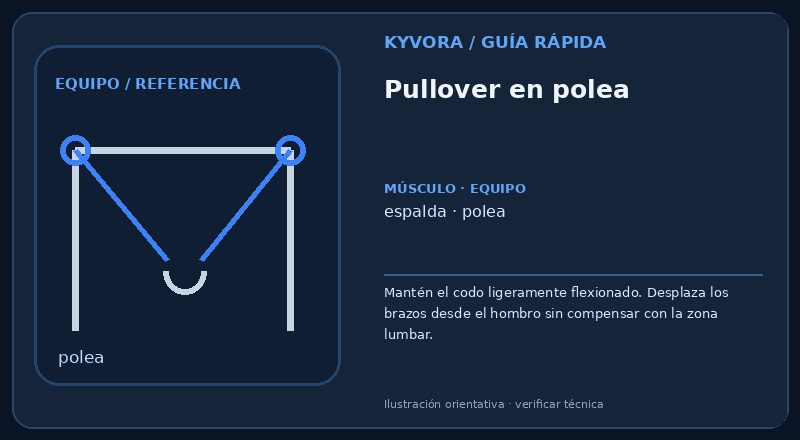 EQUIPO / REFERENCIA
polea
KYVORA / GUÍA RÁPIDA
Pullover en polea
MÚSCULO · EQUIPO
espalda · polea
Mantén el codo ligeramente flexionado. Desplaza los
brazos desde el hombro sin compensar con la zona
lumbar.
Ilustración orientativa · verificar técnica